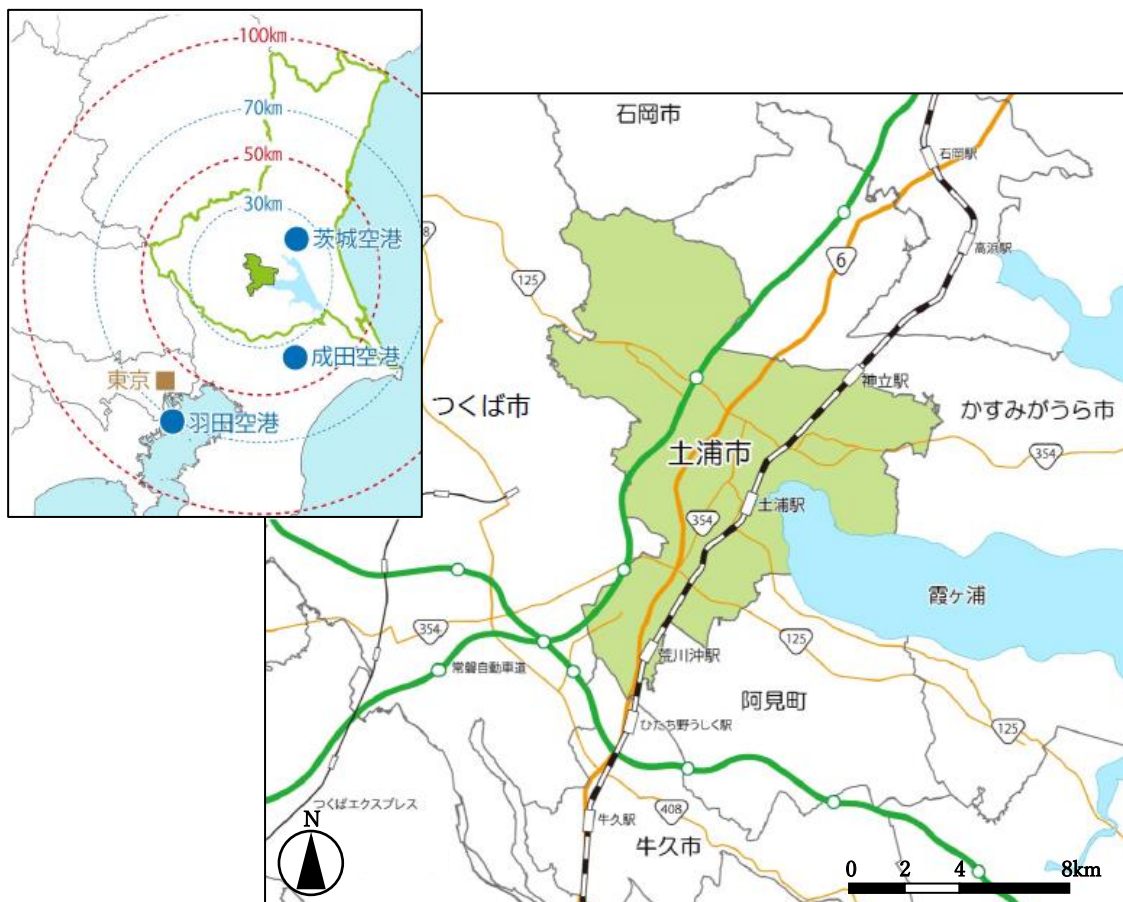 100km
70km
50km
30km
茨城空港
成田空港
東京
羽田空港
石岡市
石岡駅
高浜駅
6
8
125
神立駅
つくば市
かすみがうら市
土浦市
354
土浦駅
354
霞ヶ浦
354
125
荒川沖駅
常磐自動車道
阿見町
ひたち野うしく駅
125
つくばエクスプレス
408
牛久駅
牛久市
N
0 2 4 8km